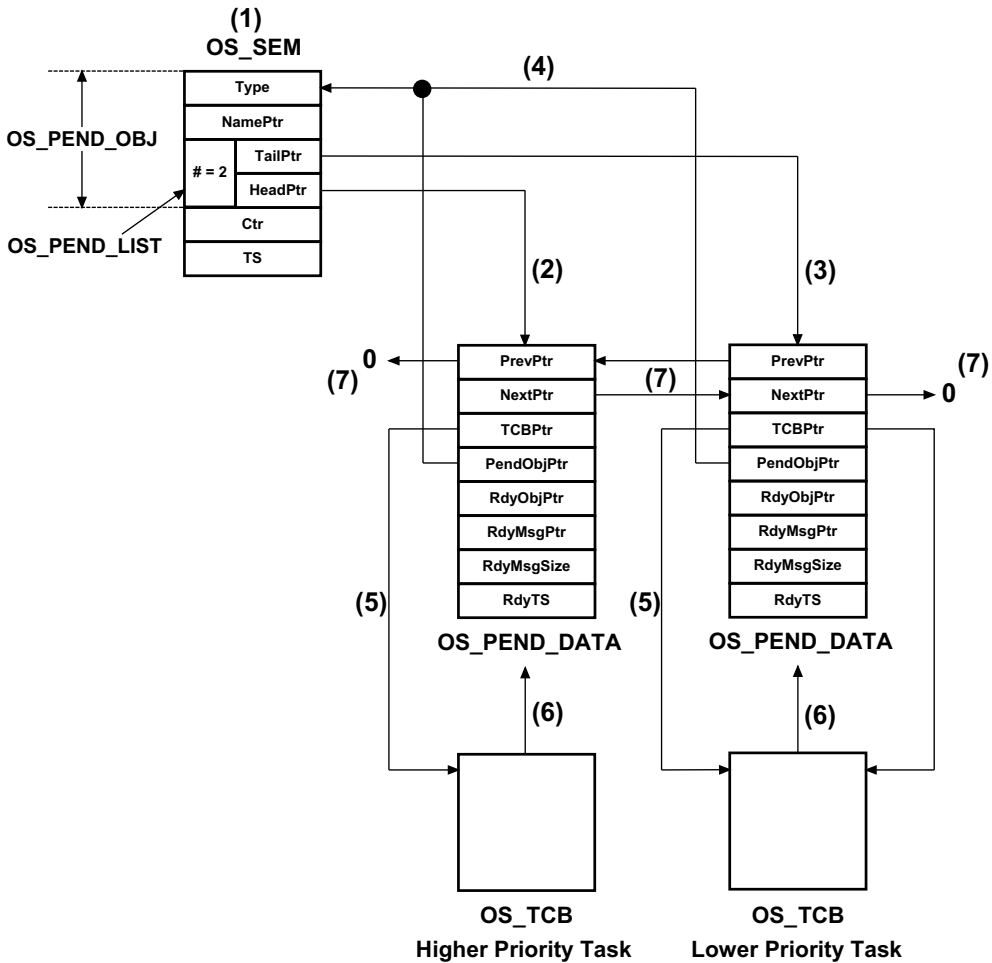 (1)
OS_SEM
(4)
Type
NamePtr
OS_PEND_OBJ
# = 2
TailPtr
HeadPtr
OS_PEND_LIST
Ctr
TS
(2)
(3)
0
(7)
PrevPtr
NextPtr
TCBPtr
PendObjPtr
RdyObjPtr
RdyMsgPtr
RdyMsgSize
RdyTS
OS_PEND_DATA
(7)
PrevPtr
NextPtr
TCBPtr
PendObjPtr
RdyObjPtr
RdyMsgPtr
RdyMsgSize
RdyTS
OS_PEND_DATA
(7)
0
(5)
(5)
(6)
(6)
OS_TCB
Higher Priority Task
OS_TCB
Lower Priority Task